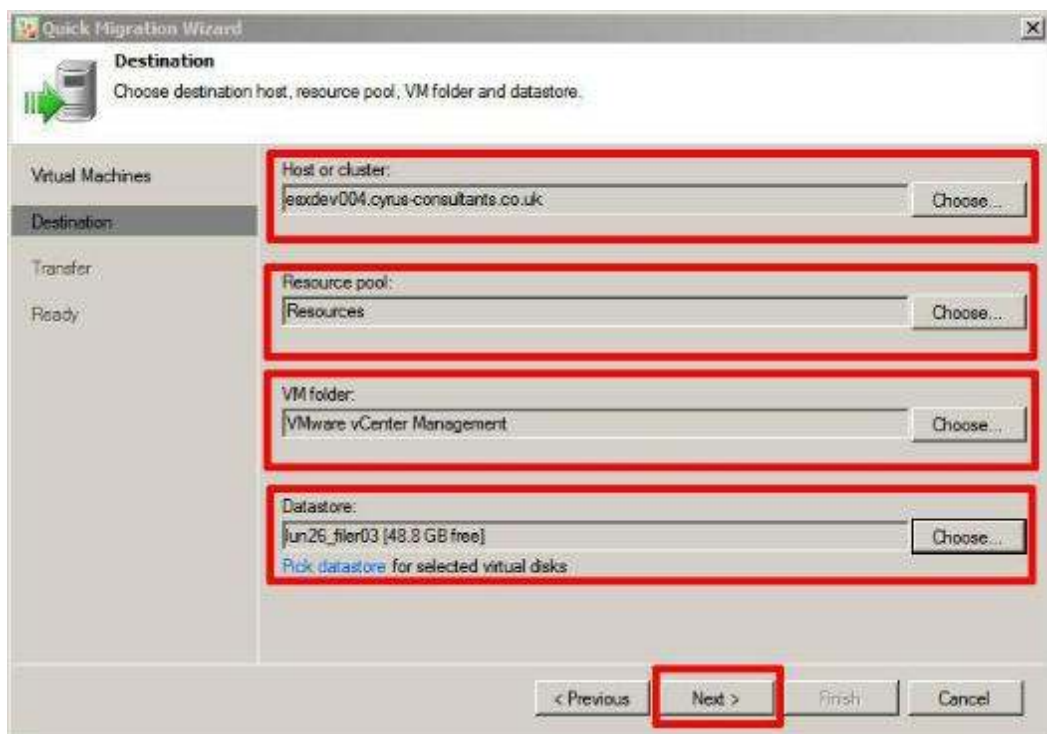 Quick Migration Wizard
Destination
Choose destination host, resource pool, VM folder and datastore.
Virtual Machines
Destination
Transfer
Ready
Host or cluster:
esxdev004.cyrus-consultants.co.uk
Choose...
Resource pool:
Resources
Choose...
VM folder:
VMware vCenter Management
Choose...
Datastore:
lun26_filer03 [48.8 GB free]
Choose...
Pick datastore for selected virtual disks
< Previous
Next >
Finish
Cancel